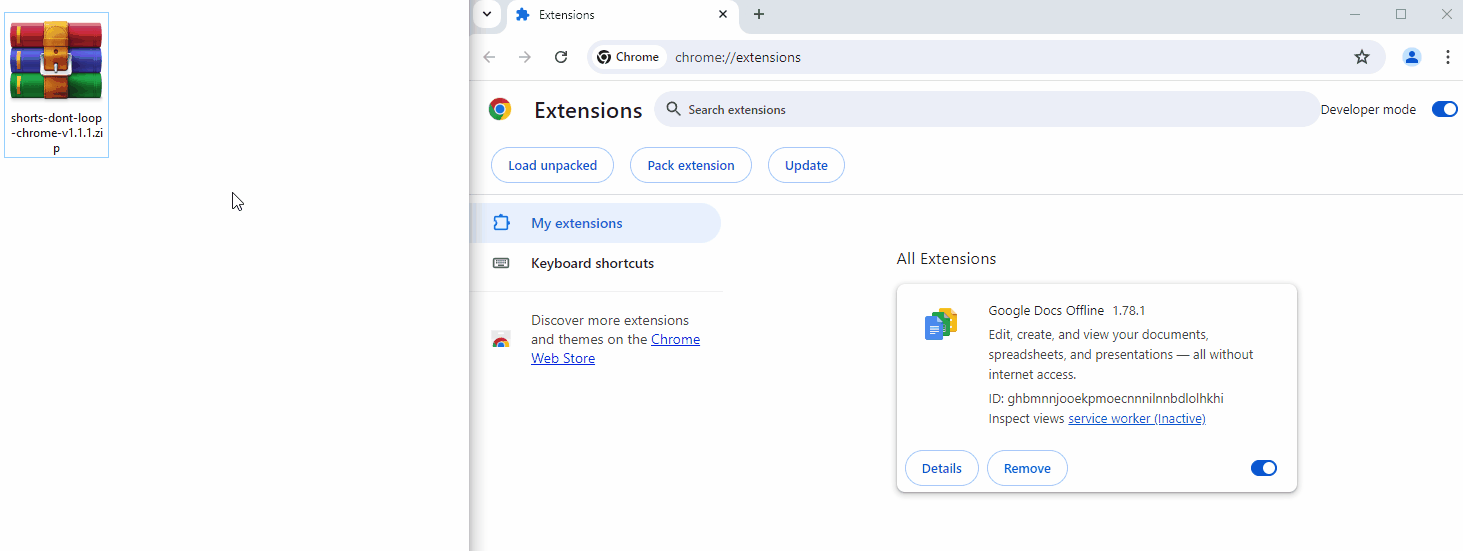 shorts-dont-loop
-chrome-v1.1.1.zi
p
Extensions
Chrome
chrome://extensions
Extensions
Search extensions
Developer mode
Load unpacked
Pack extension
Update
My extensions
Keyboard shortcuts
Discover more extensions
and themes on the Chrome
Web Store
All Extensions
Google Docs Offline 1.78.1
Edit, create, and view your documents,
spreadsheets, and presentations — all without
internet access.
ID: ghbmnnjooekpmoecnnnilnnbdlolhkhi
Inspect views service worker (Inactive)
Details
Remove